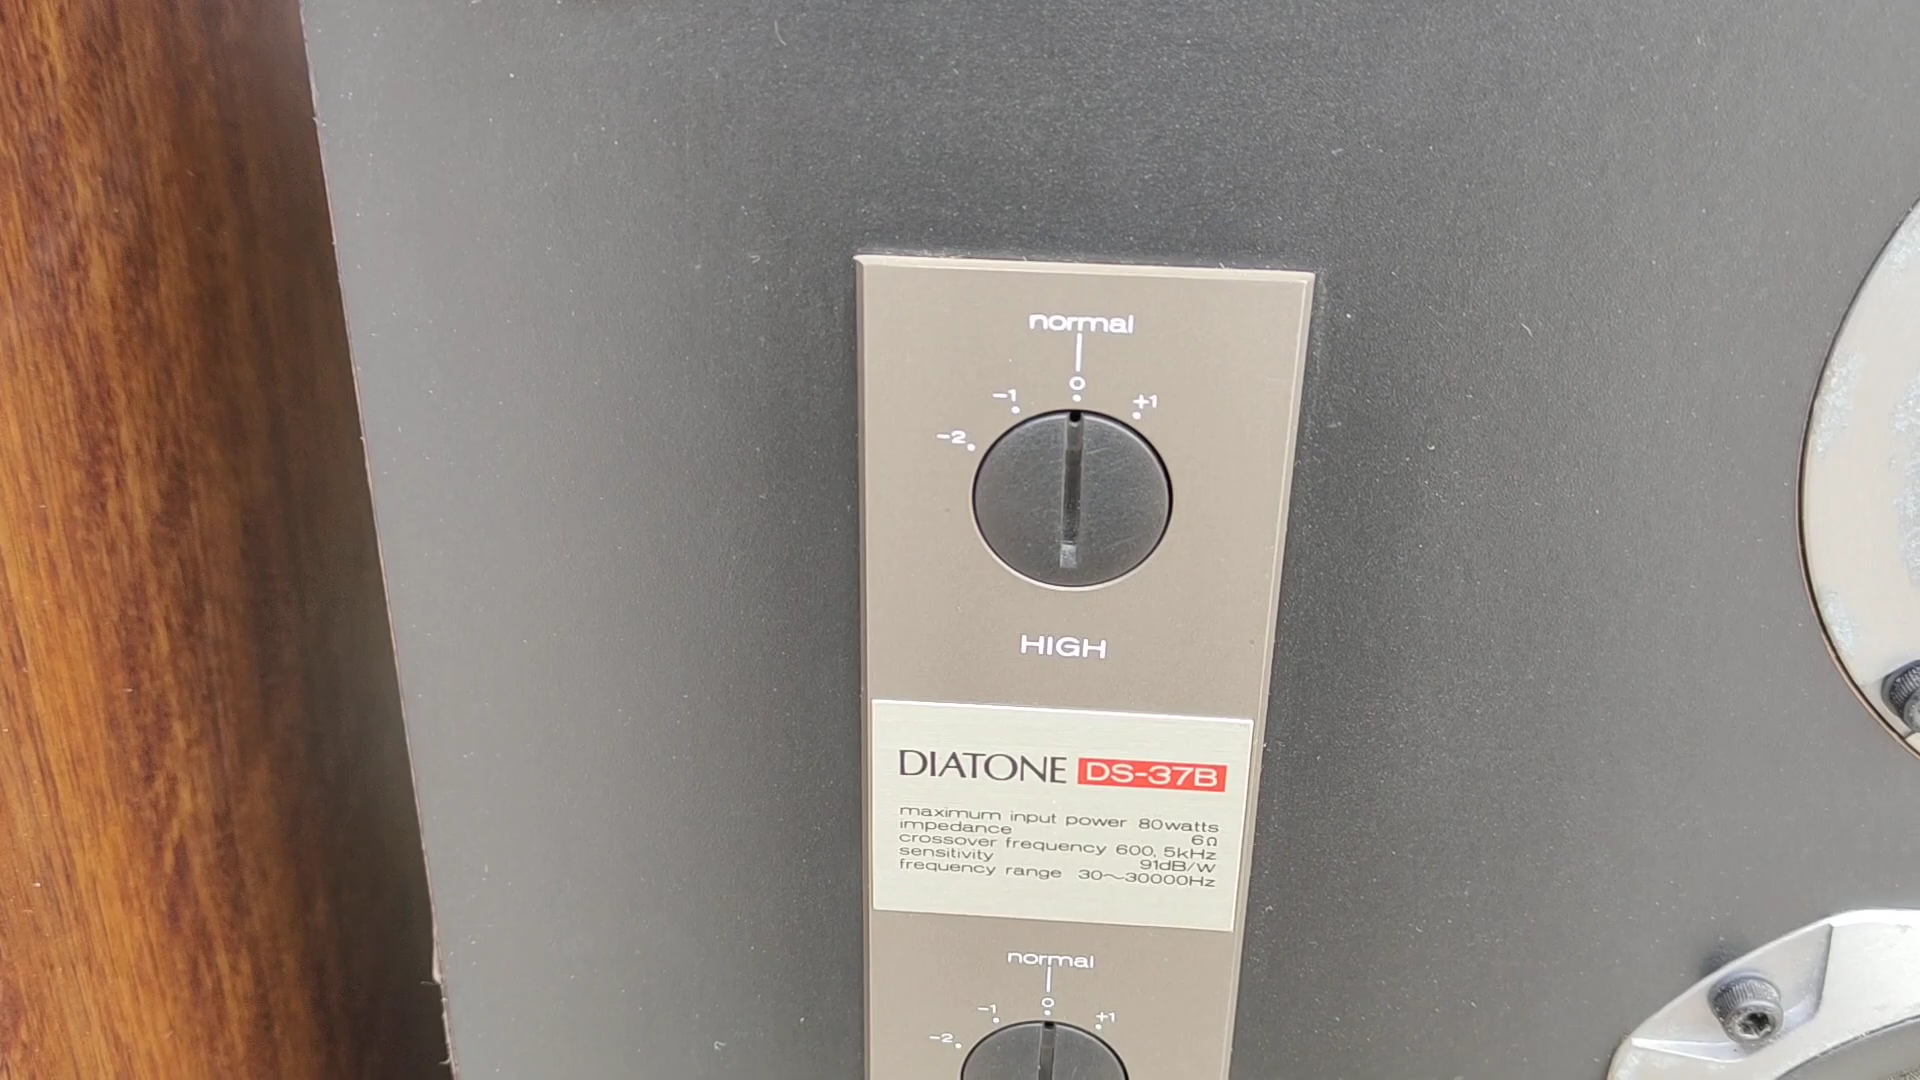 normal
0
-1 +1
-2
HIGH
DIATONE DS-37B
maximum input power 80watts
impedance 6Ω
crossover frequency 600, 5kHz
sensitivity 91dB/W
frequency range 30〜30000Hz
normal
0
-1 +1
-2